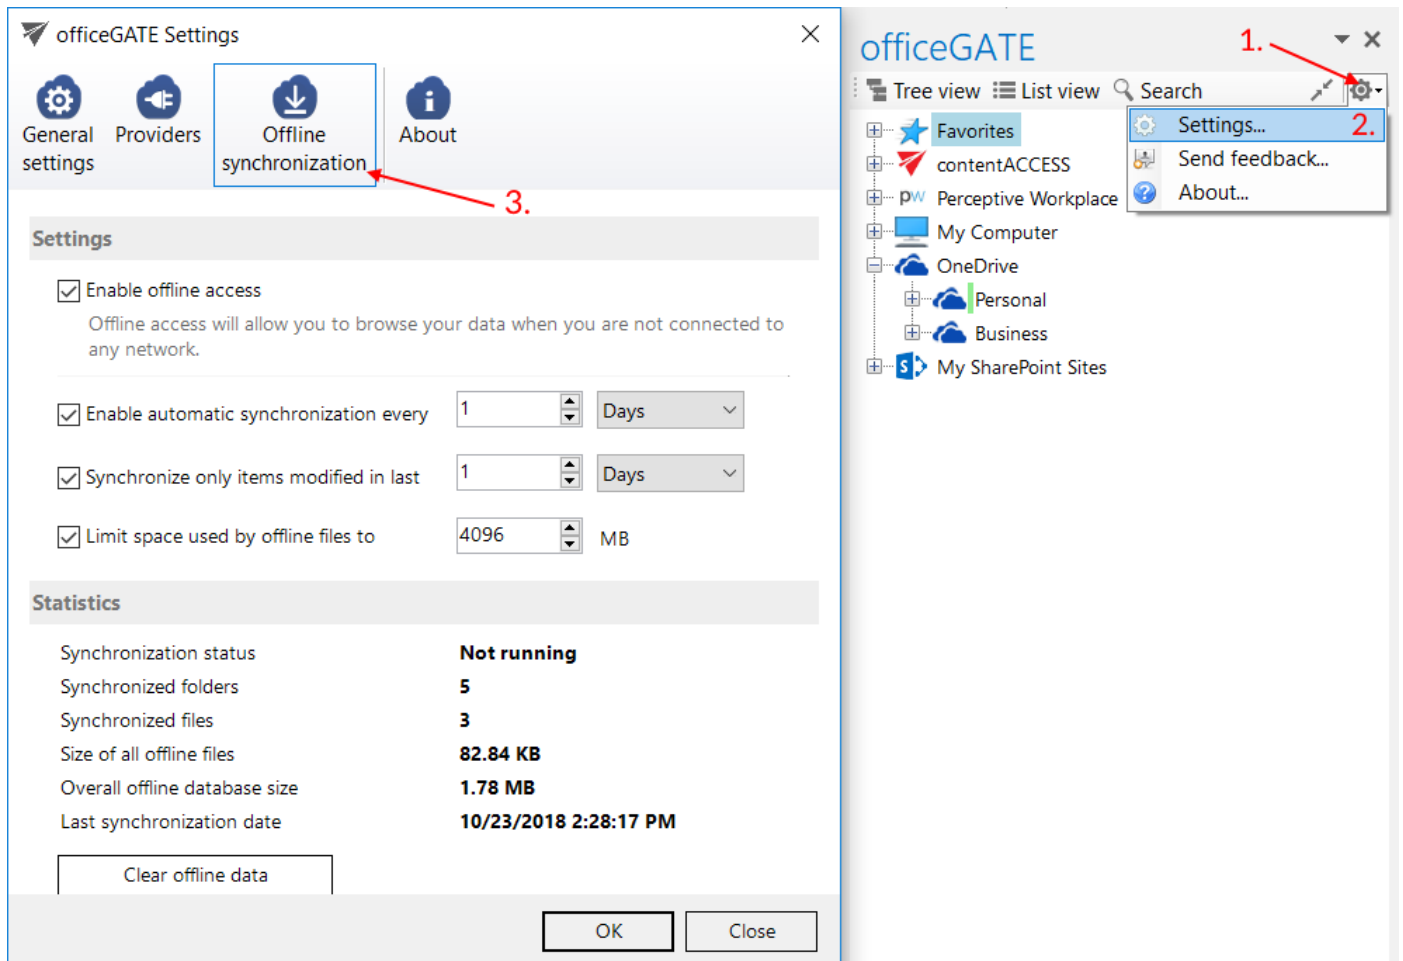 officeGATE Settings
General
settings
Providers
Offline
synchronization
About
3.
Settings
Enable offline access
Offline access will allow you to browse your data when you are not connected to
any network.
Enable automatic synchronization every 1 Days
Synchronize only items modified in last 1 Days
Limit space used by offline files to 4096 MB
Statistics
Synchronization status Not running
Synchronized folders 5
Synchronized files 3
Size of all offline files 82.84 KB
Overall offline database size 1.78 MB
Last synchronization date 10/23/2018 2:28:17 PM
Clear offline data
OK Close
officeGATE
1.
Tree view List view Search
Settings... 2.
Send feedback...
About...
Favorites
contentACCESS
pw Perceptive Workplace
My Computer
OneDrive
Personal
Business
S My SharePoint Sites